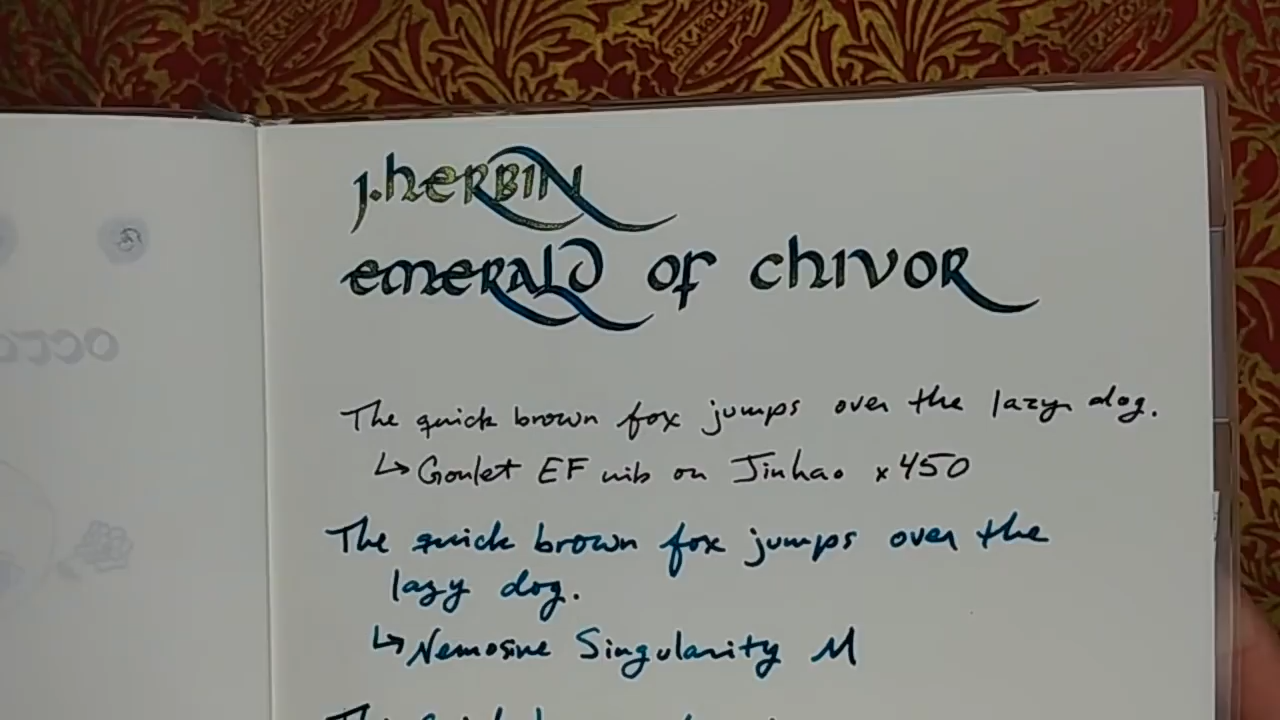 J. HERBIN
EMERALD OF CHIVOR
The quick brown fox jumps over the lazy dog.
↳ Goulet EF nib on Jinhao x450
The quick brown fox jumps over the
lazy dog.
↳ Nemosine Singularity M